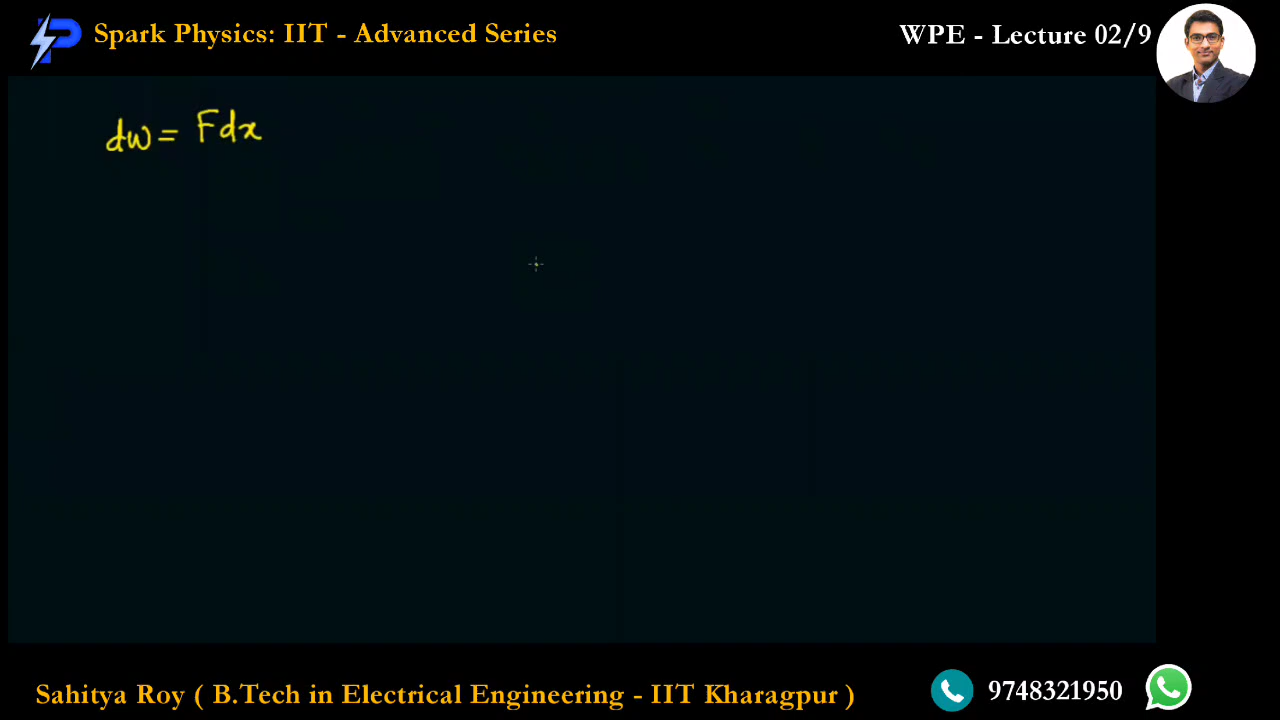 Spark Physics: IIT - Advanced Series
WPE - Lecture 02/9
dw = Fdx
Sahitya Roy ( B.Tech in Electrical Engineering - IIT Kharagpur )
9748321950